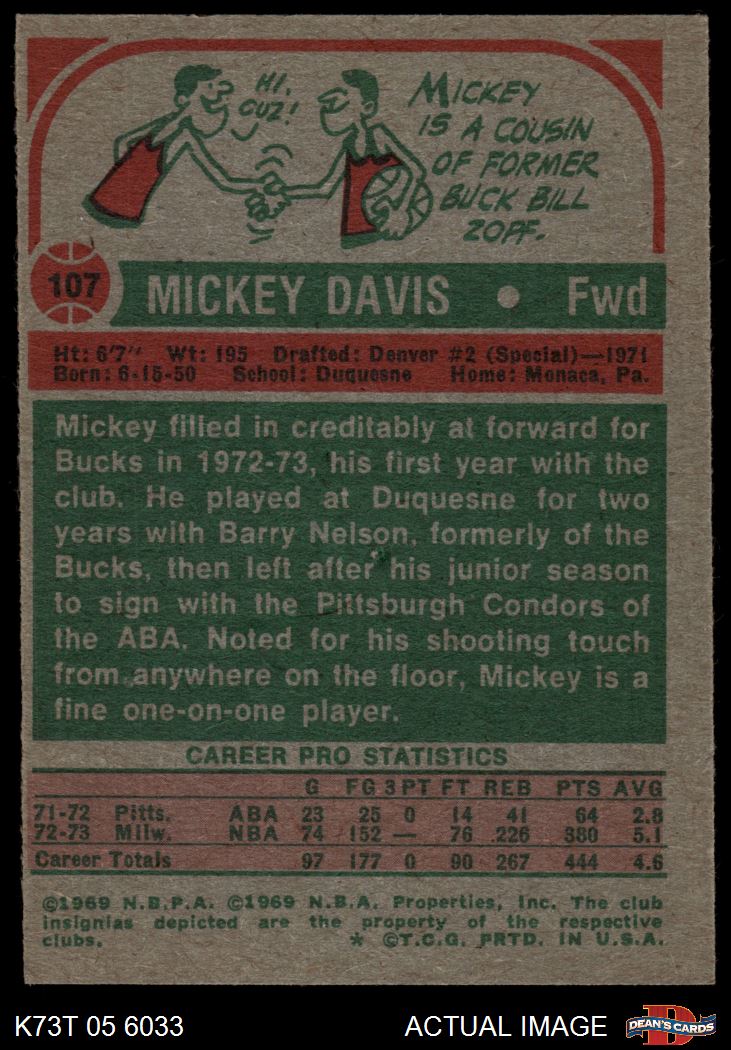 HI,
CUZ!
MICKEY
IS A COUSIN
OF FORMER
BUCK BILL
ZOPF.
107
MICKEY DAVIS • Fwd
Ht: 6'7" Wt: 195 Drafted: Denver #2 (Special)—1971
Born: 6-15-50 School: Duquesne Home: Monaca, Pa.
Mickey filled in creditably at forward for
Bucks in 1972-73, his first year with the
club. He played at Duquesne for two
years with Barry Nelson, formerly of the
Bucks, then left after his junior season
to sign with the Pittsburgh Condors of
the ABA. Noted for his shooting touch
from anywhere on the floor, Mickey is a
fine one-on-one player.
CAREER PRO STATISTICS
G FG 3PT FT REB PTS AVG
71-72 Pitts. ABA 23 25 0 14 41 64 2.8
72-73 Milw. NBA 74 152 — 76 226 380 5.1
Career Totals 97 177 0 90 267 444 4.6
©1969 N.B.P.A. ©1969 N.B.A. Properties, Inc. The club
insignias depicted are the property of the respective
clubs. * ©T.C.G. PRTD. IN U.S.A.
K73T 05 6033 ACTUAL IMAGE D DEAN'S CARDS